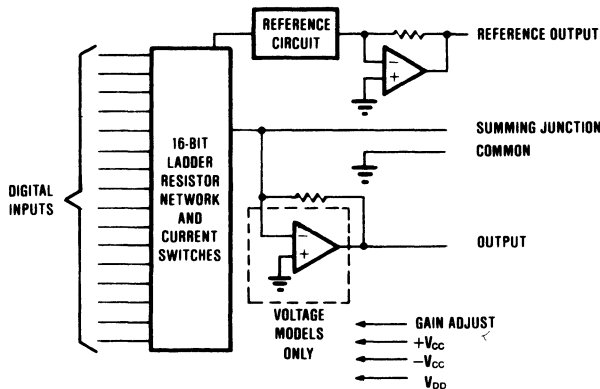 REFERENCE
CIRCUIT
REFERENCE OUTPUT
−
+
SUMMING JUNCTION
COMMON
16-BIT
LADDER
RESISTOR
NETWORK
AND
CURRENT
SWITCHES
DIGITAL
INPUTS
−
+
OUTPUT
VOLTAGE
MODELS
ONLY
GAIN ADJUST
+VCC
−VCC
VDD